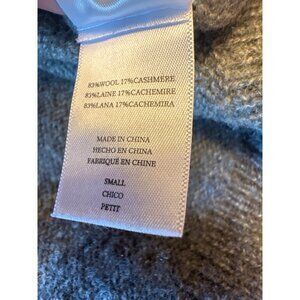 83%WOOL 17%CASHMERE
83%LAINE 17%CACHEMIRE
83%LANA 17%CACHEMIRA
MADE IN CHINA
HECHO EN CHINA
FABRIQUÉ EN CHINE
SMALL
CHICO
PETIT